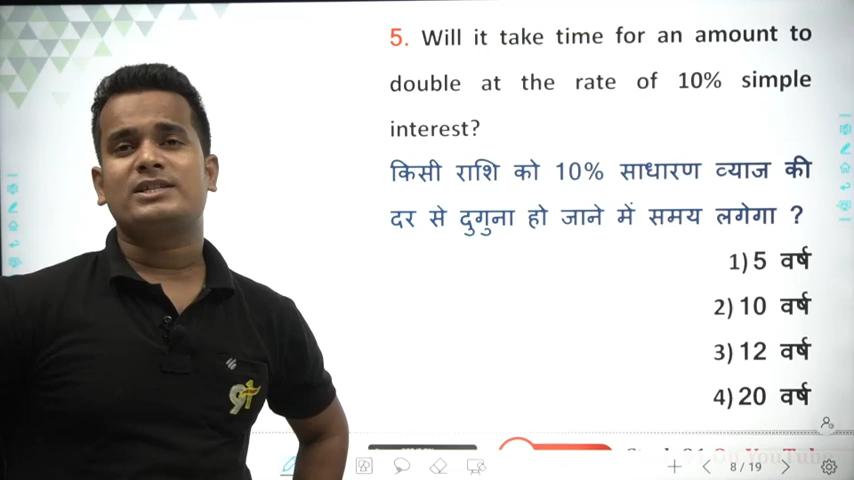 5. Will it take time for an amount to
double at the rate of 10% simple
interest?
किसी राशि को 10% साधारण ब्याज की
दर से दुगुना हो जाने में समय लगेगा ?
1) 5 वर्ष
2) 10 वर्ष
3) 12 वर्ष
4) 20 वर्ष
8 / 19